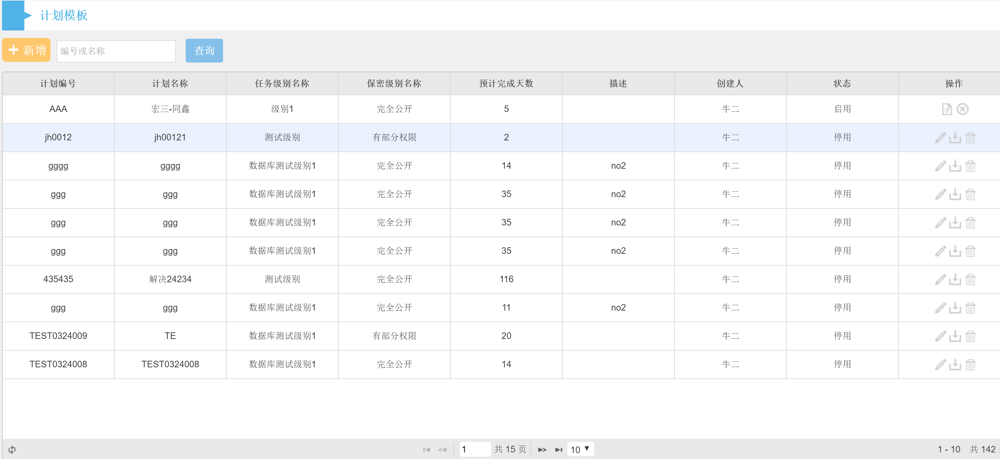 计划模板
新增 编号或名称 查询
计划编号 计划名称 任务级别名称 保密级别名称 预计完成天数 描述 创建人 状态 操作
AAA 宏三-同鑫 级别1 完全公开 5 牛二 启用
jh0012 jh00121 测试级别 有部分权限 2 牛二 停用
gggg gggg 数据库测试级别1 完全公开 14 no2 牛二 停用
ggg ggg 数据库测试级别1 完全公开 35 no2 牛二 停用
ggg ggg 数据库测试级别1 完全公开 35 no2 牛二 停用
ggg ggg 数据库测试级别1 完全公开 35 no2 牛二 停用
435435 解决24234 测试级别 完全公开 116 牛二 停用
ggg ggg 数据库测试级别1 完全公开 11 no2 牛二 停用
TEST0324009 TE 数据库测试级别1 有部分权限 20 牛二 停用
TEST0324008 TEST0324008 数据库测试级别1 完全公开 14 牛二 停用
1 共 15 页 10 1 - 10 共 142